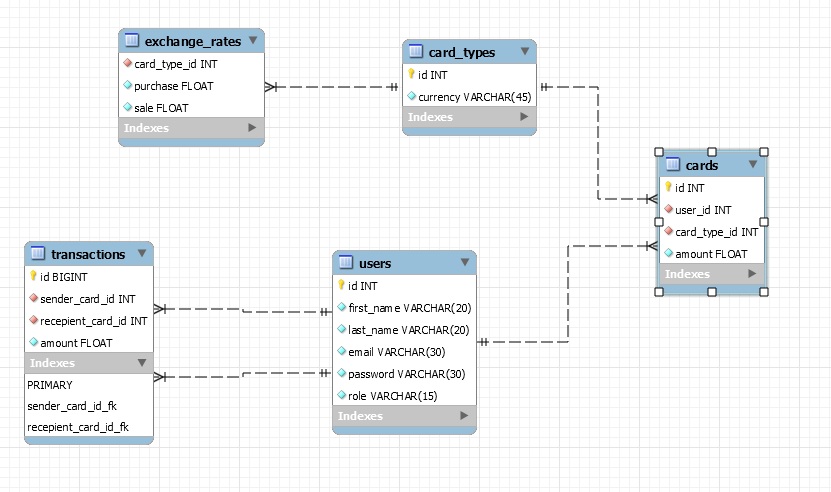 exchange_rates
card_type_id INT
purchase FLOAT
sale FLOAT
Indexes
card_types
id INT
currency VARCHAR(45)
Indexes
cards
id INT
user_id INT
card_type_id INT
amount FLOAT
Indexes
transactions
id BIGINT
sender_card_id INT
recepient_card_id INT
amount FLOAT
Indexes
PRIMARY
sender_card_id_fk
recepient_card_id_fk
users
id INT
first_name VARCHAR(20)
last_name VARCHAR(20)
email VARCHAR(30)
password VARCHAR(30)
role VARCHAR(15)
Indexes